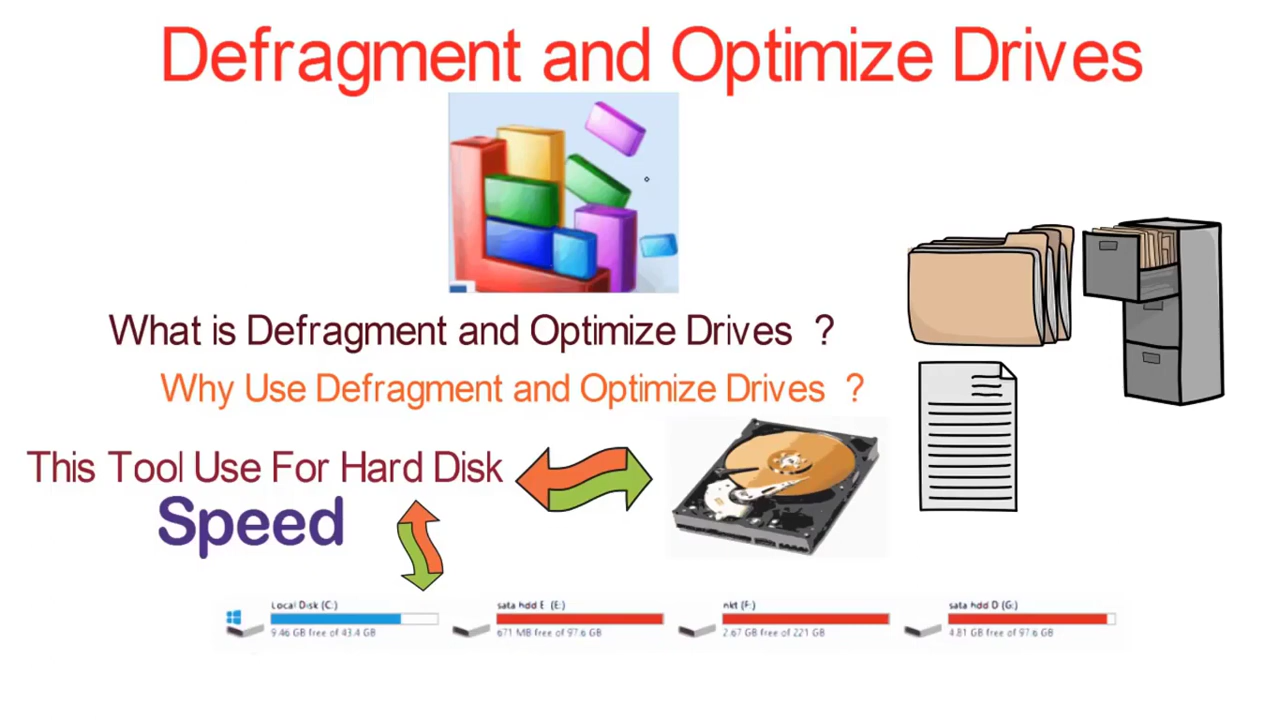 Defragment and Optimize Drives
What is Defragment and Optimize Drives ?
Why Use Defragment and Optimize Drives ?
This Tool Use For Hard Disk
Speed
Local Disk (C:)
9.46 GB free of 43.4 GB
sata hdd E (E:)
671 MB free of 97.6 GB
nkt (F:)
2.67 GB free of 221 GB
sata hdd D (G:)
4.81 GB free of 97.6 GB